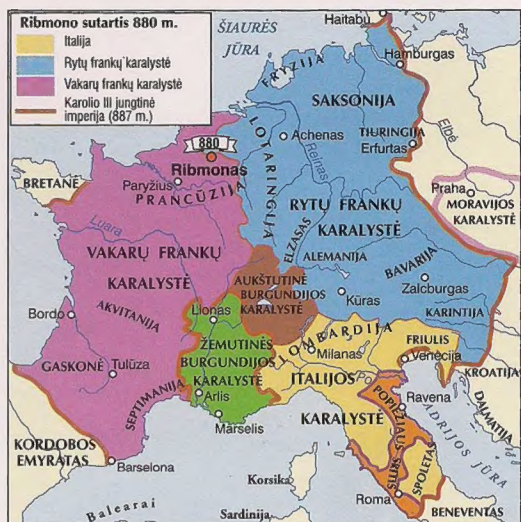 Ribmono sutartis 880 m.
Italija
Rytų frankų karalystė
Vakarų frankų karalystė
Karolio III jungtinė
imperija (887 m.)
ŠIAURĖS
JŪRA
Haitabu
Hamburgas
FRYZIJA
SAKSONIJA
Elbė
LOTARINGIJA
Achenas
TIURINGIJA
Erfurtas
Reinas
880
Ribmonas
BRETANĖ
Paryžius
PRANCŪZIJA
Praha
MORAVIJOS
KARALYSTĖ
RYTŲ FRANKŲ
KARALYSTĖ
ELZASAS
Luara
VAKARŲ FRANKŲ
KARALYSTĖ
ALEMANIJA
BAVARIJA
AUKŠTUTINĖ
BURGUNDIJOS
KARALYSTĖ
Kūras
Zalcburgas
AKVITANIJA
Bordo
Lionas
KARINTIJA
LOMBARDIJA
FRIULIS
ŽEMUTINĖS
BURGUNDIJOS
KARALYSTĖ
Milanas
Venecija
GASKONĖ
Tulūza
ITALIJOS
KARALYSTĖ
Po
KROATIJA
SEPTIMANIJA
Arlis
Marselis
Ravena
POPIEŽIAUS SRITIS
DALMATIJA
ADRIJOS JŪRA
SPOLETAS
KORDOBOS
EMYRATAS
Barselona
Korsika
Roma
Balearai
Sardinija
BENEVENTAS